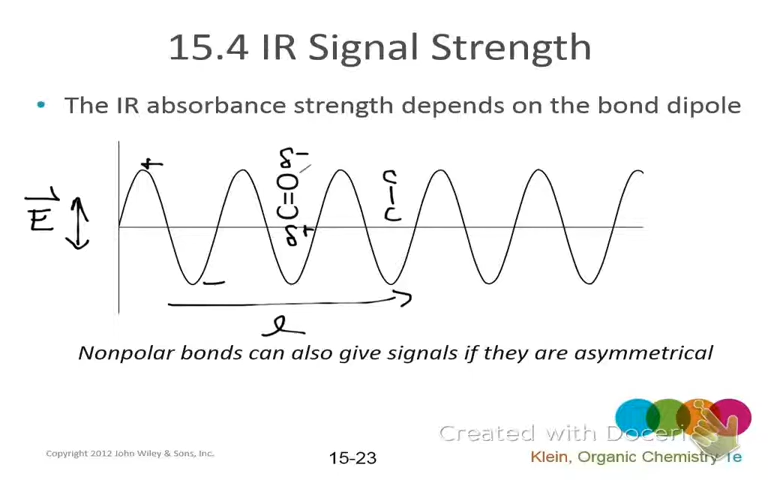 15.4 IR Signal Strength
• The IR absorbance strength depends on the bond dipole
+
δ-
C=O
δ+
C
|
C
E
-
l
Nonpolar bonds can also give signals if they are asymmetrical
Created with Doceri
Copyright 2012 John Wiley & Sons, Inc.
15-23
Klein, Organic Chemistry 1e